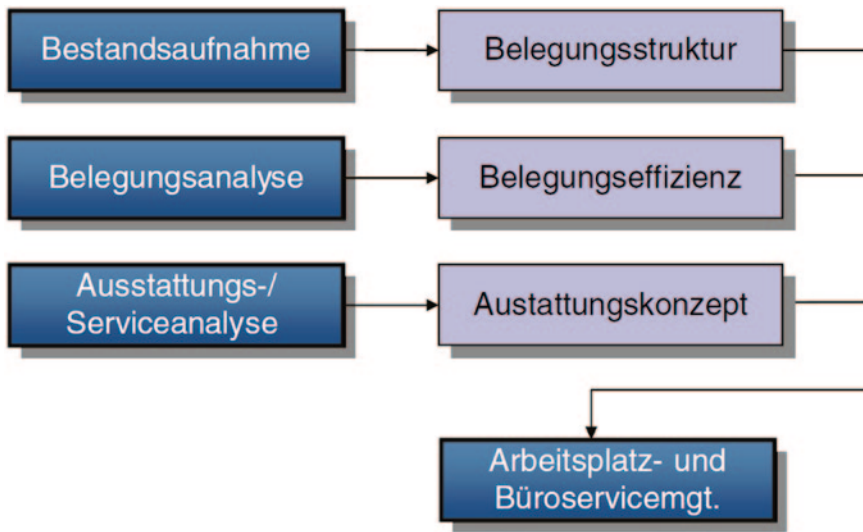 Bestandsaufnahme
Belegungsstruktur
Belegungsanalyse
Belegungseffizienz
Ausstattungs-/
Serviceanalyse
Austattungskonzept
Arbeitsplatz- und
Büroservicemgt.